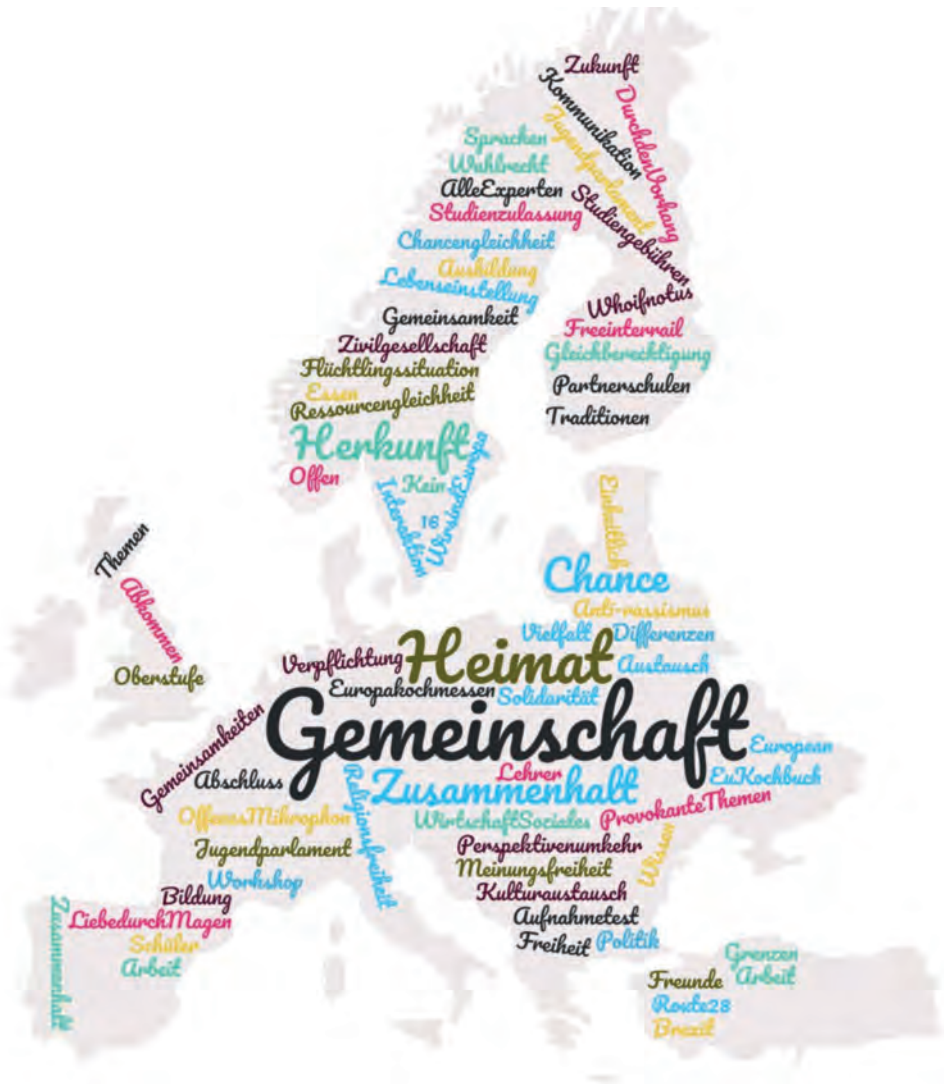 Zukunft
Kommunikation
DurchdenVorhang
Jugendparlament
Sprachen
Wahlrecht
AlleExperten
Studiengebühren
Studienzulassung
Chancengleichheit
Ausbildung
Lebenseinstellung
Whoifnotus
Gemeinsamkeit
Freeinterrail
Zivilgesellschaft
Gleichberechtigung
Flüchtlingssituation
Partnerschulen
Essen
Ressourcengleichheit
Traditionen
Herkunft
WirsindEuropa
Offen
Kein
Interaktion
16
Einheitlich
Themen
Chance
Abkommen
Anti-rassismus
Vielfalt
Differenzen
Heimat
Verpflichtung
Austausch
Oberstufe
Europakochmessen
Solidarität
Gemeinschaft
Gemeinsamkeiten
European
Abschluss
Lehrer
EuKochbuch
Zusammenhalt
Religionsfreiheit
ProvokanteThemen
OffenesMikrophon
WirtschaftSoziales
Jugendparlament
Perspektivenumkehr
Wissen
Meinungsfreiheit
Workshop
Kulturaustausch
Bildung
LiebedurchMagen
Aufnahmetest
Zusammenhalt
Schüler
Freiheit
Politik
Arbeit
Grenzen
Freunde
Arbeit
Route28
Brexit